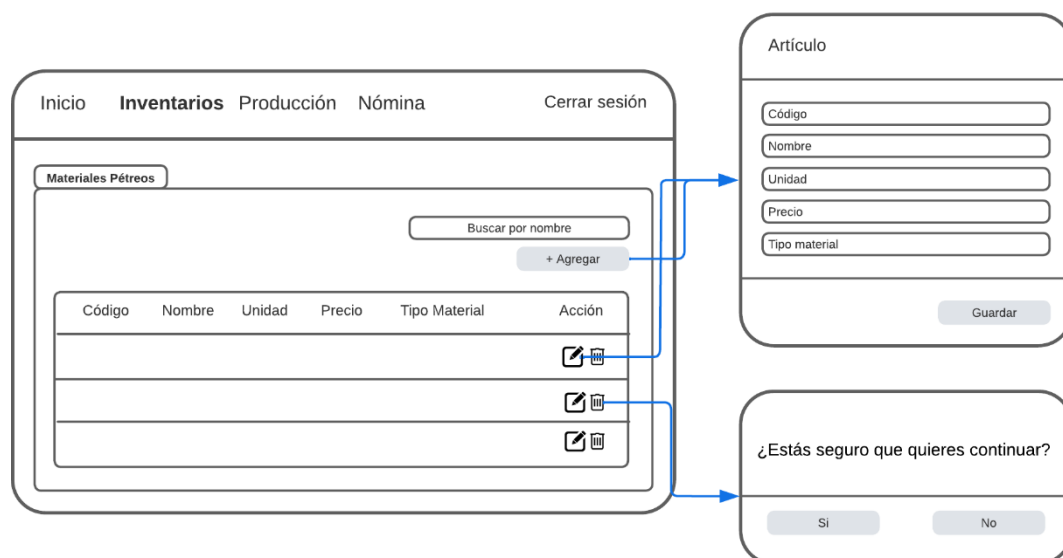 Inicio Inventarios Producción Nómina Cerrar sesión
Materiales Pétreos
Buscar por nombre
+ Agregar
Código Nombre Unidad Precio Tipo Material Acción
Artículo
Código
Nombre
Unidad
Precio
Tipo material
Guardar
¿Estás seguro que quieres continuar?
Si No